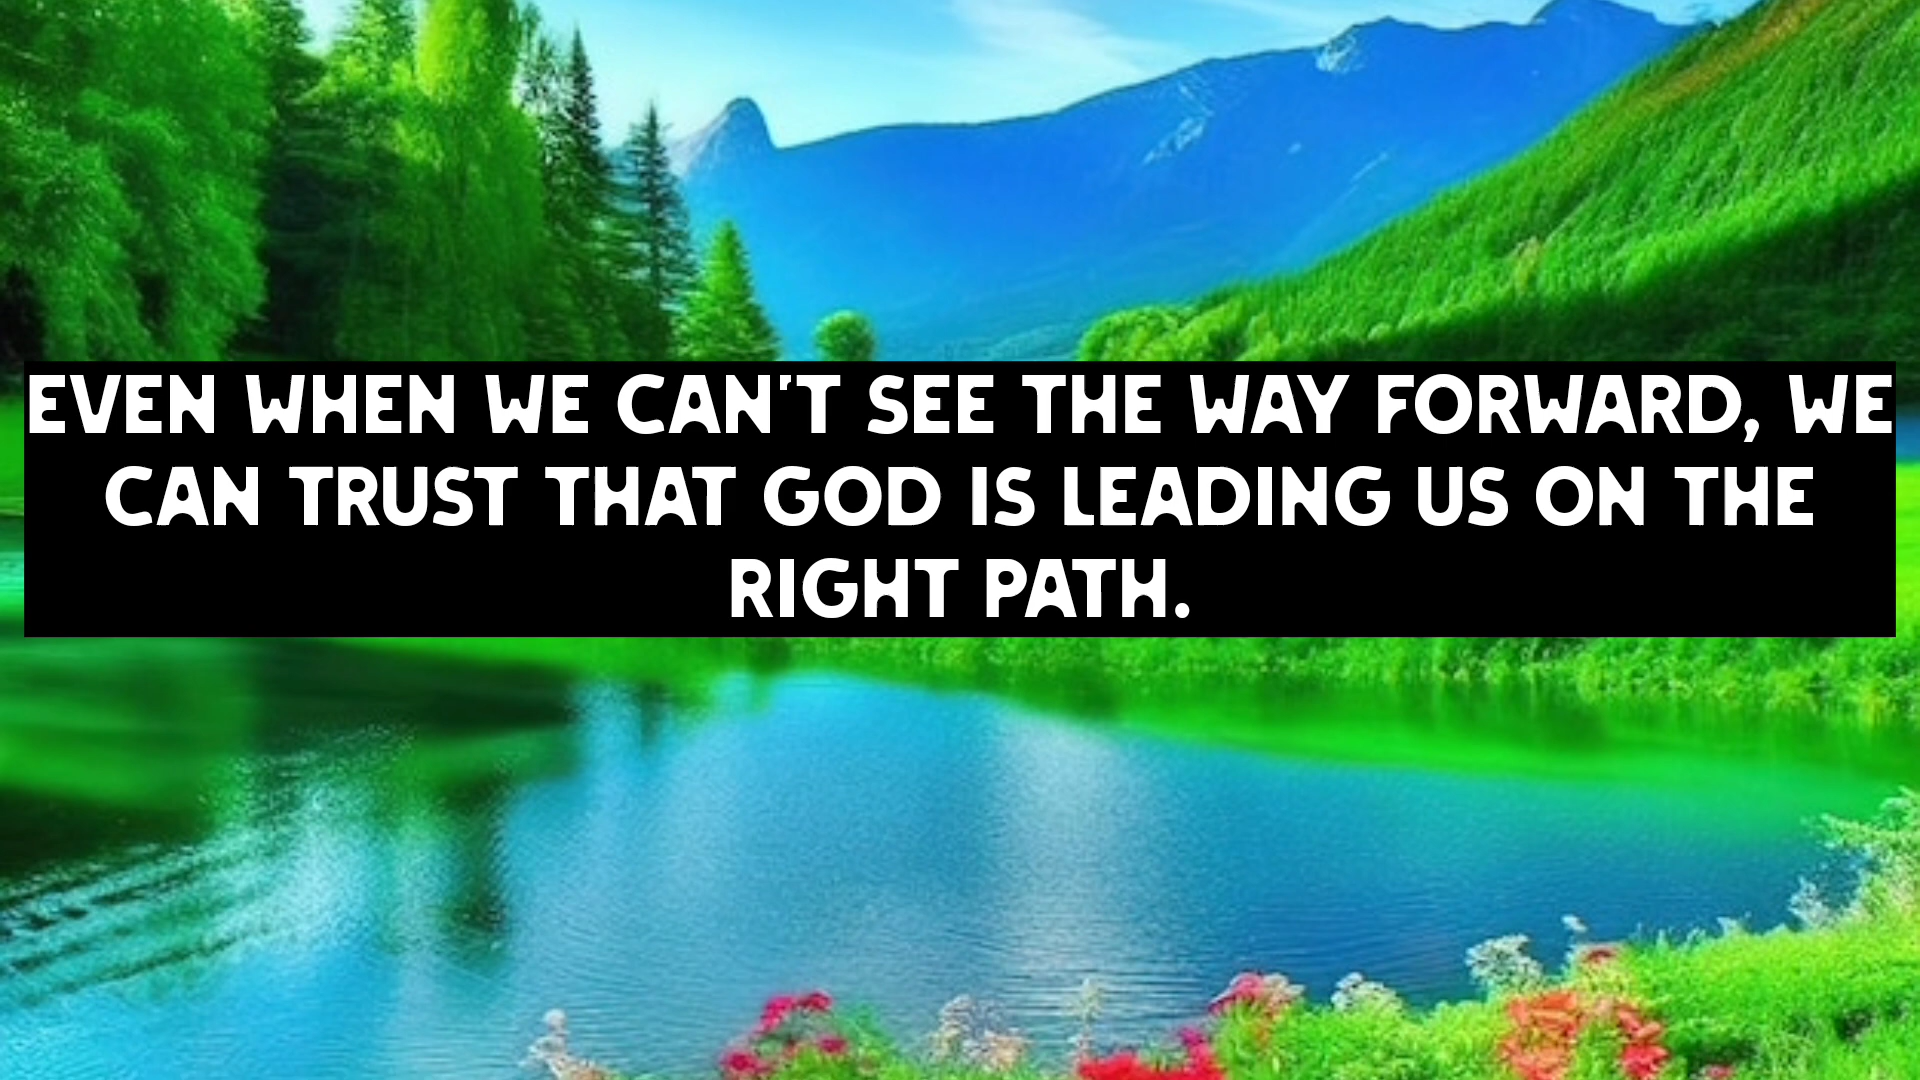 EVEN WHEN WE CAN'T SEE THE WAY FORWARD, WE
CAN TRUST THAT GOD IS LEADING US ON THE
RIGHT PATH.